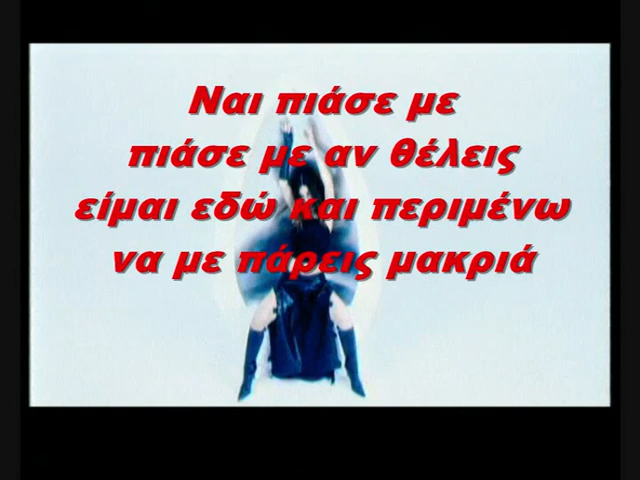 Ναι πιάσε με
πιάσε με αν θέλεις
είμαι εδώ και περιμένω
να με πάρεις μακριά